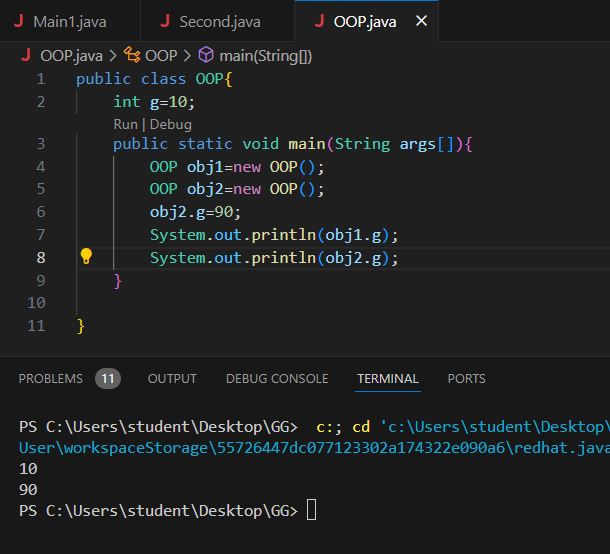 J Main1.java J Second.java J OOP.java ×
J OOP.java > OOP > main(String[])
1 public class OOP{
2 int g=10;
Run | Debug
3 public static void main(String args[]){
4 OOP obj1=new OOP();
5 OOP obj2=new OOP();
6 obj2.g=90;
7 System.out.println(obj1.g);
8 System.out.println(obj2.g);
9 }
10
11 }
PROBLEMS 11 OUTPUT DEBUG CONSOLE TERMINAL PORTS
PS C:\Users\student\Desktop\GG> c:; cd 'c:\Users\student\Desktop\
User\workspaceStorage\55726447dc077123302a174322e090a6\redhat.java
10
90
PS C:\Users\student\Desktop\GG>